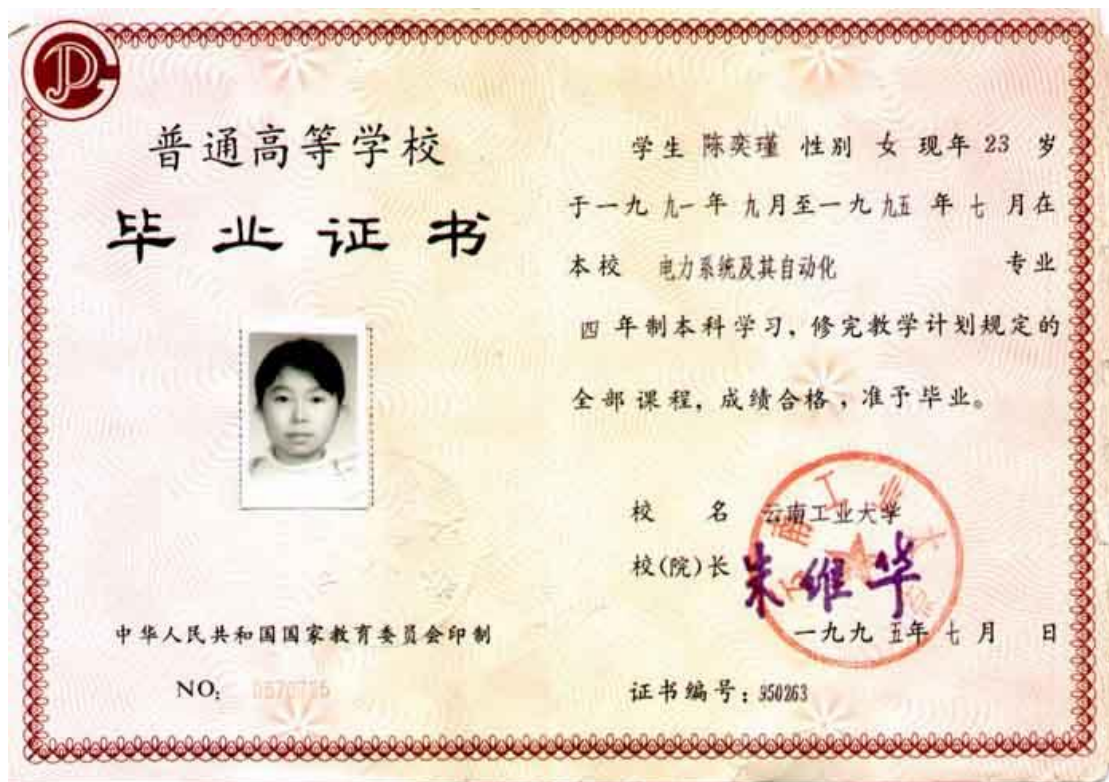 普通高等学校
毕业证书
中华人民共和国国家教育委员会印制
NO:
学生 陈奕瑾 性别 女 现年 23 岁
于一九九一年九月至一九九五年七月在
本校 电力系统及其自动化 专业
四年制本科学习，修完教学计划规定的
全部课程，成绩合格，准予毕业。
校 名 云南工业大学
校(院)长 朱维华
一九九五年七月 日
证书编号：950263